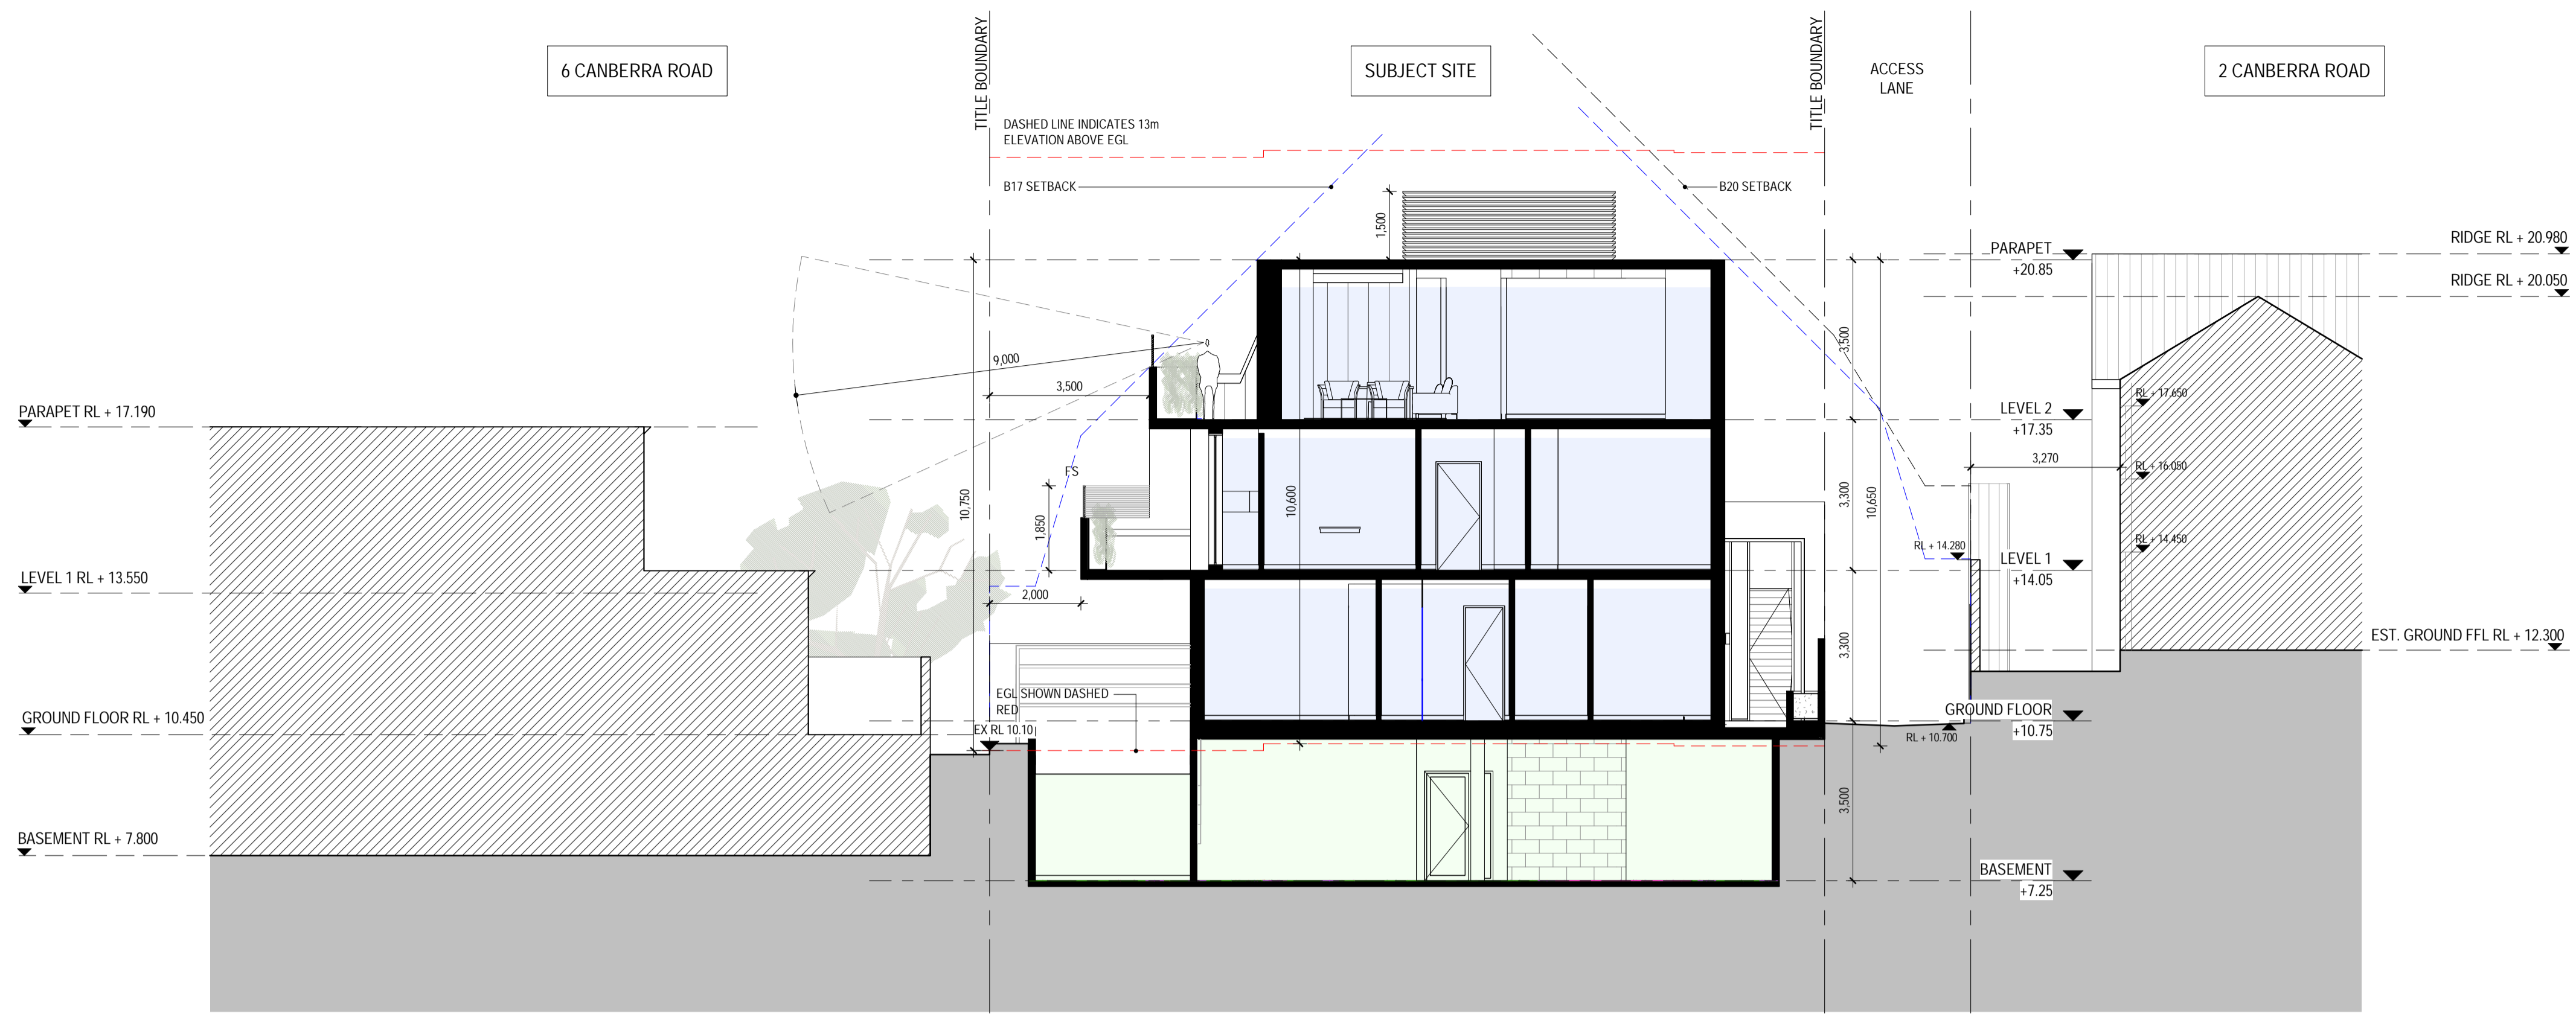 6 CANBERRA ROAD
TITLE BOUNDARY
SUBJECT SITE
TITLE BOUNDARY
ACCESS
LANE
2 CANBERRA ROAD
DASHED LINE INDICATES 13m
ELEVATION ABOVE EGL
B17 SETBACK
B20 SETBACK
1,500
RIDGE RL + 20.980
PARAPET
+20.85
RIDGE RL + 20.050
9,000
3,500
3,500
RL + 17.650
PARAPET RL + 17.190
LEVEL 2
+17.35
3,270
RL + 16.050
FS
10,750
1,850
10,600
3,300
10,650
RL + 14.280
RL + 14.450
LEVEL 1
+14.05
LEVEL 1 RL + 13.550
2,000
3,300
EST. GROUND FFL RL + 12.300
EGL SHOWN DASHED
RED
GROUND FLOOR RL + 10.450
EX RL 10.10
GROUND FLOOR
+10.75
RL + 10.700
3,500
BASEMENT RL + 7.800
BASEMENT
+7.25